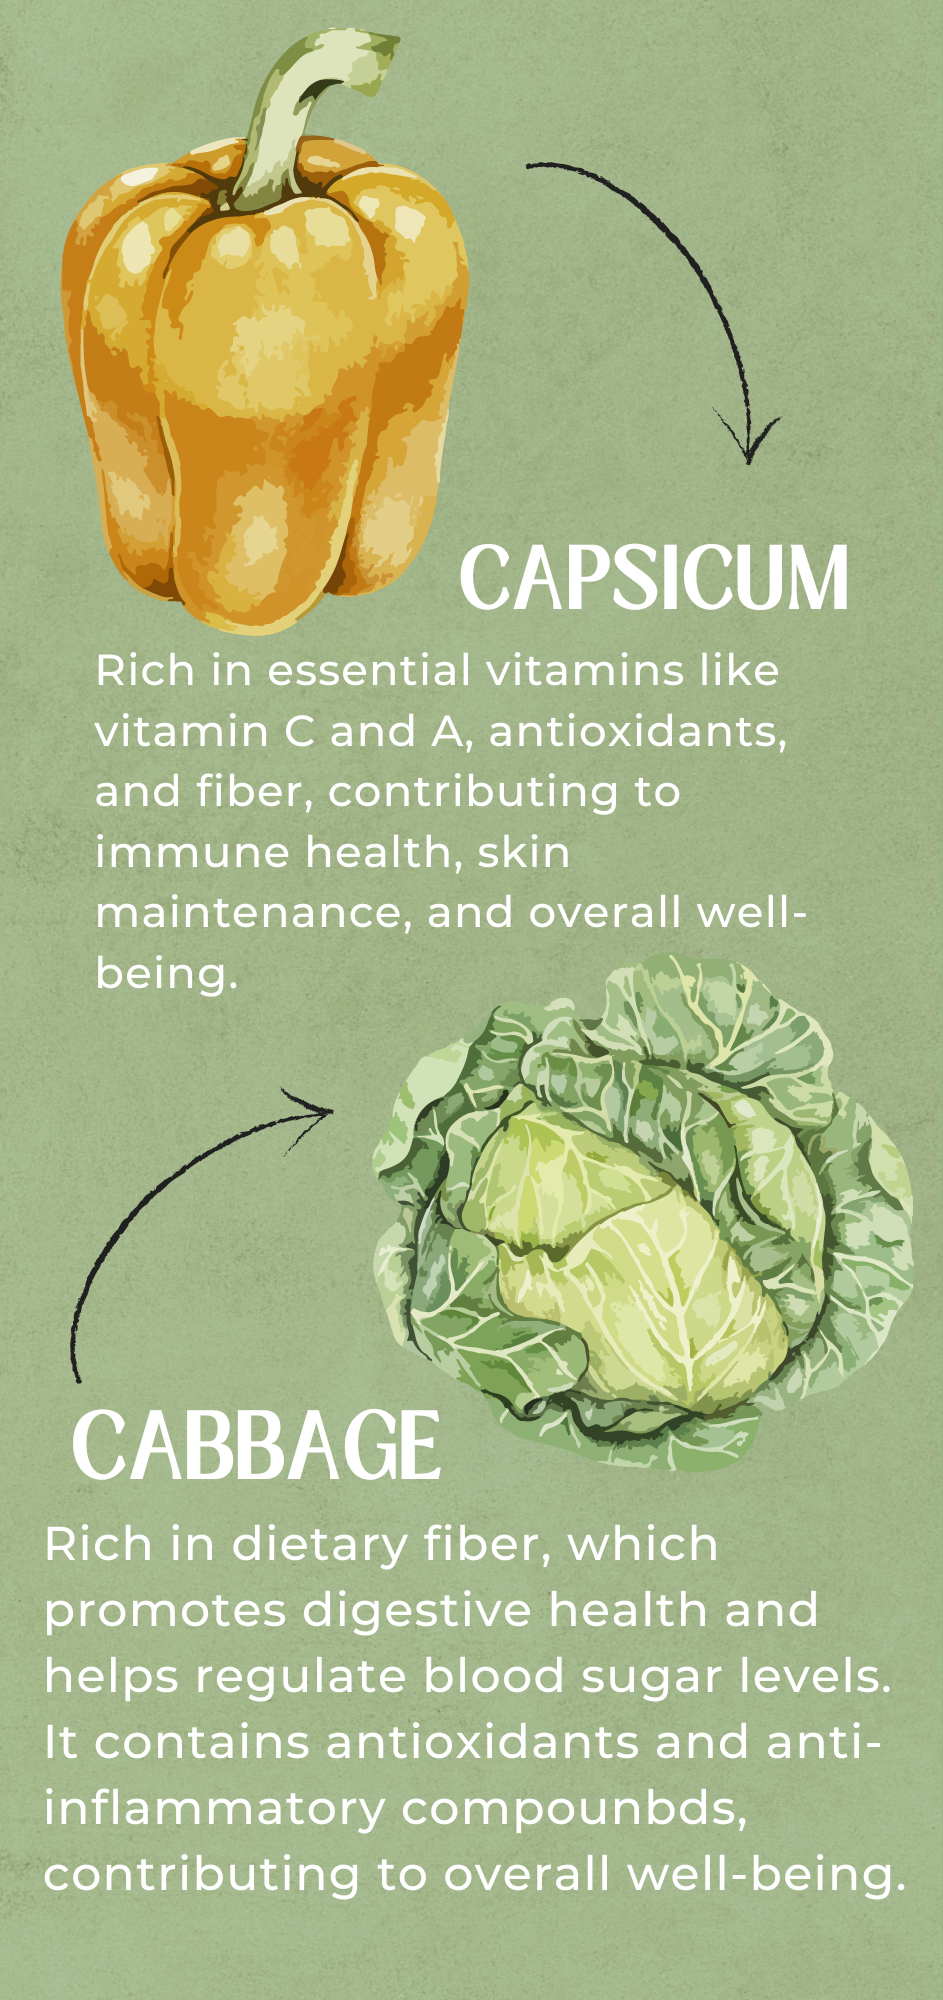 CAPSICUM
Rich in essential vitamins like
vitamin C and A, antioxidants,
and fiber, contributing to
immune health, skin
maintenance, and overall well-
being.
CABBAGE
Rich in dietary fiber, which
promotes digestive health and
helps regulate blood sugar levels.
It contains antioxidants and anti-
inflammatory compounbds,
contributing to overall well-being.